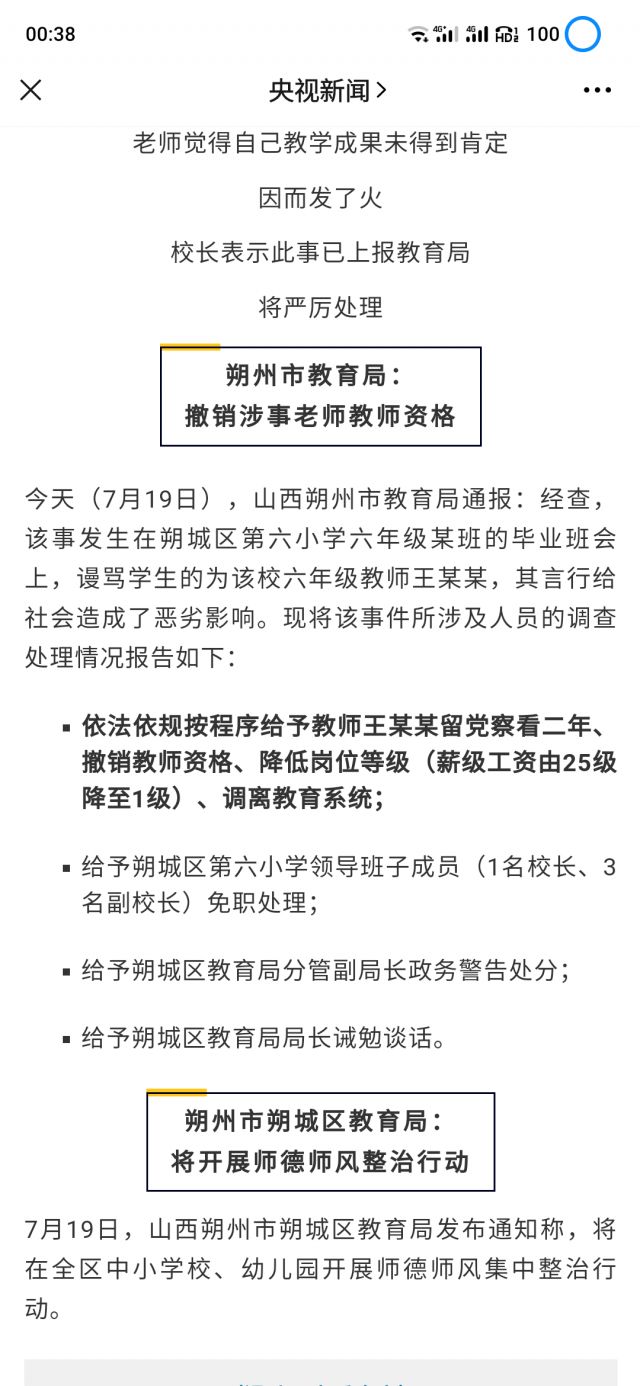 00:38
4G+ 4G HD 1 2 100
央视新闻
老师觉得自己教学成果未得到肯定
因而发了火
校长表示此事已上报教育局
将严厉处理
朔州市教育局：
撤销涉事老师教师资格
今天（7月19日），山西朔州市教育局通报：经查，
该事发生在朔城区第六小学六年级某班的毕业班会
上，谩骂学生的为该校六年级教师王某某，其言行给
社会造成了恶劣影响。现将该事件所涉及人员的调查
处理情况报告如下：
▪ 依法依规按程序给予教师王某某留党察看二年、
撤销教师资格、降低岗位等级（薪级工资由25级
降至1级）、调离教育系统；
▪ 给予朔城区第六小学领导班子成员（1名校长、3
名副校长）免职处理；
▪ 给予朔城区教育局分管副局长政务警告处分；
▪ 给予朔城区教育局局长诫勉谈话。
朔州市朔城区教育局：
将开展师德师风整治行动
7月19日，山西朔州市朔城区教育局发布通知称，将
在全区中小学校、幼儿园开展师德师风集中整治行
动。